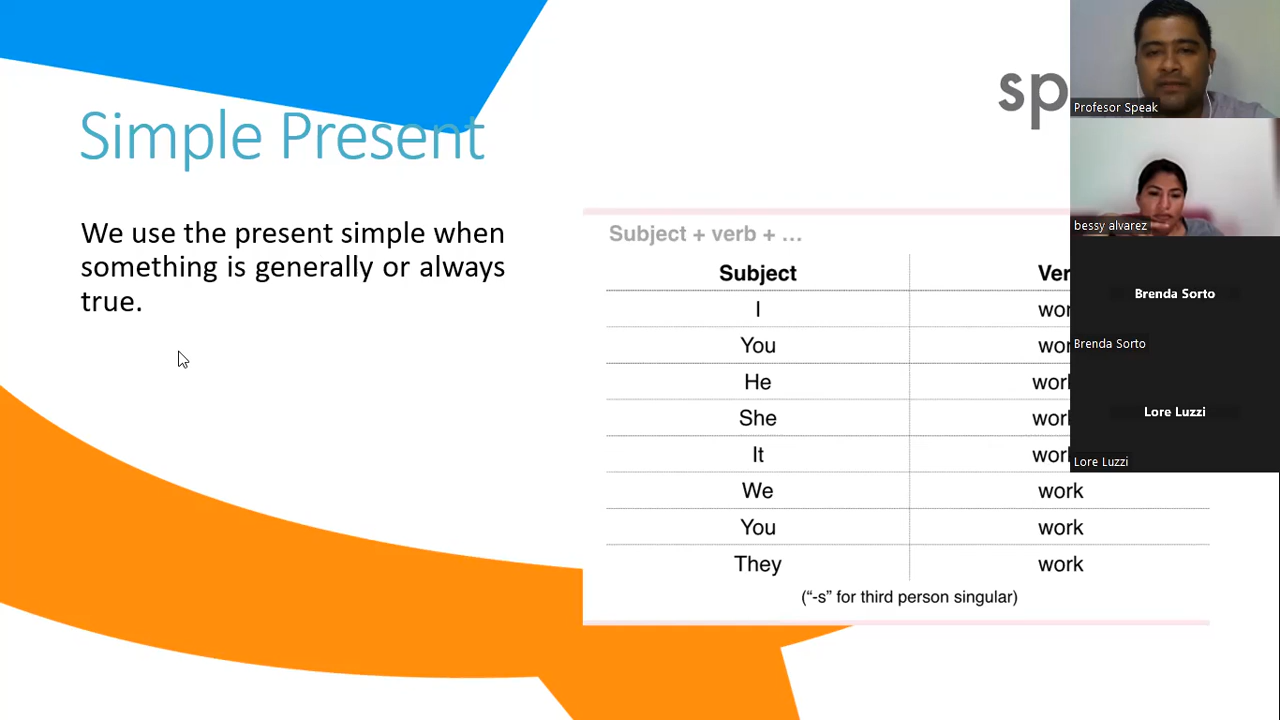 Simple Present
We use the present simple when
something is generally or always
true.
sp
Subject + verb + ...
Subject
I
You
work
He
She
It
We work
You work
They work
("-s" for third person singular)
Profesor Speak
bessy alvarez
Brenda Sorto
Brenda Sorto
Lore Luzzi
Lore Luzzi